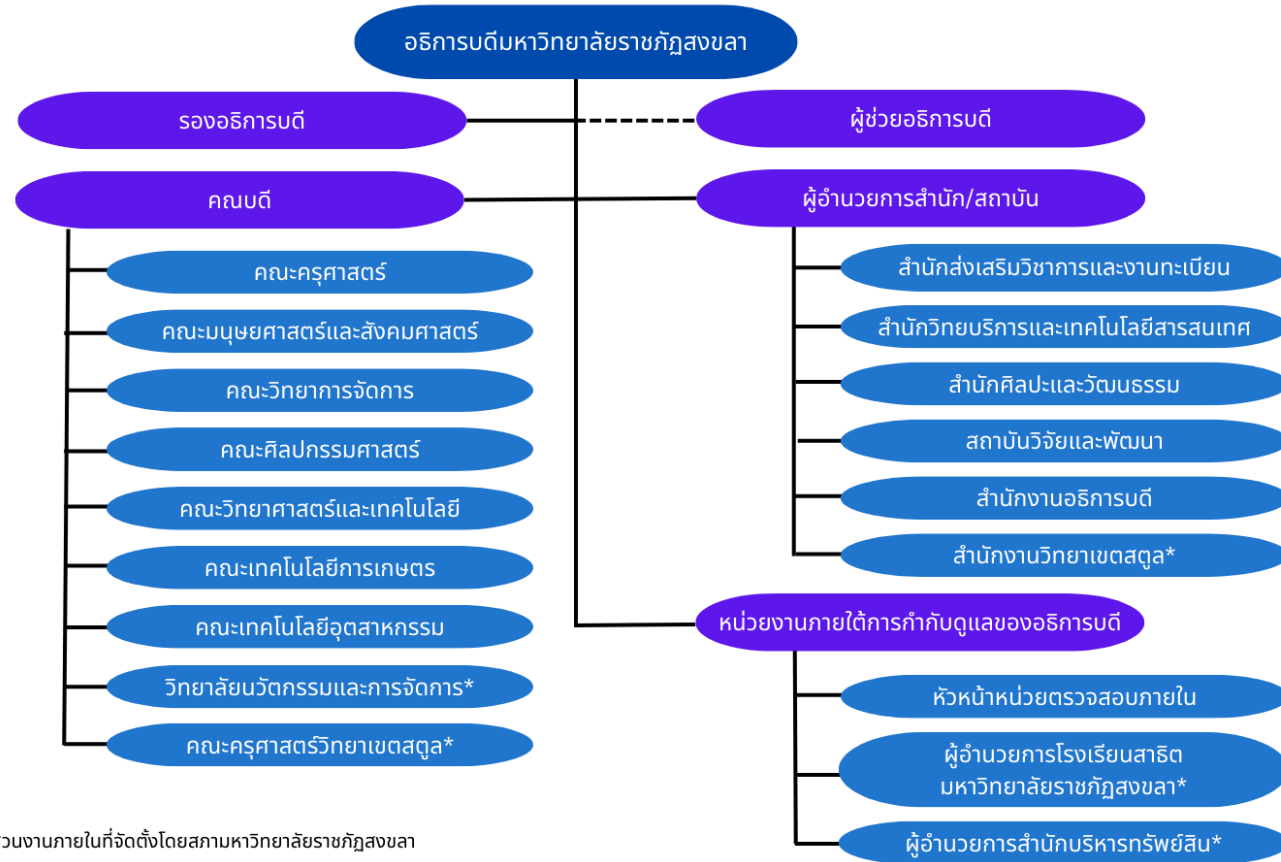 อธิการบดีมหาวิทยาลัยราชภัฏสงขลา
รองอธิการบดี
ผู้ช่วยอธิการบดี
คณบดี
ผู้อำนวยการสำนัก/สถาบัน
คณะครุศาสตร์
คณะมนุษยศาสตร์และสังคมศาสตร์
คณะวิทยาการจัดการ
คณะศิลปกรรมศาสตร์
คณะวิทยาศาสตร์และเทคโนโลยี
คณะเทคโนโลยีการเกษตร
คณะเทคโนโลยีอุตสาหกรรม
วิทยาลัยนวัตกรรมและการจัดการ*
คณะครุศาสตร์วิทยาเขตสตูล*
สำนักส่งเสริมวิชาการและงานทะเบียน
สำนักวิทยบริการและเทคโนโลยีสารสนเทศ
สำนักศิลปะและวัฒนธรรม
สถาบันวิจัยและพัฒนา
สำนักงานอธิการบดี
สำนักงานวิทยาเขตสตูล*
หน่วยงานภายใต้การกำกับดูแลของอธิการบดี
หัวหน้าหน่วยตรวจสอบภายใน
ผู้อำนวยการโรงเรียนสาธิต
มหาวิทยาลัยราชภัฏสงขลา*
ผู้อำนวยการสำนักบริหารทรัพย์สิน*
วนงานภายในที่จัดตั้งโดยสภามหาวิทยาลัยราชภัฏสงขลา